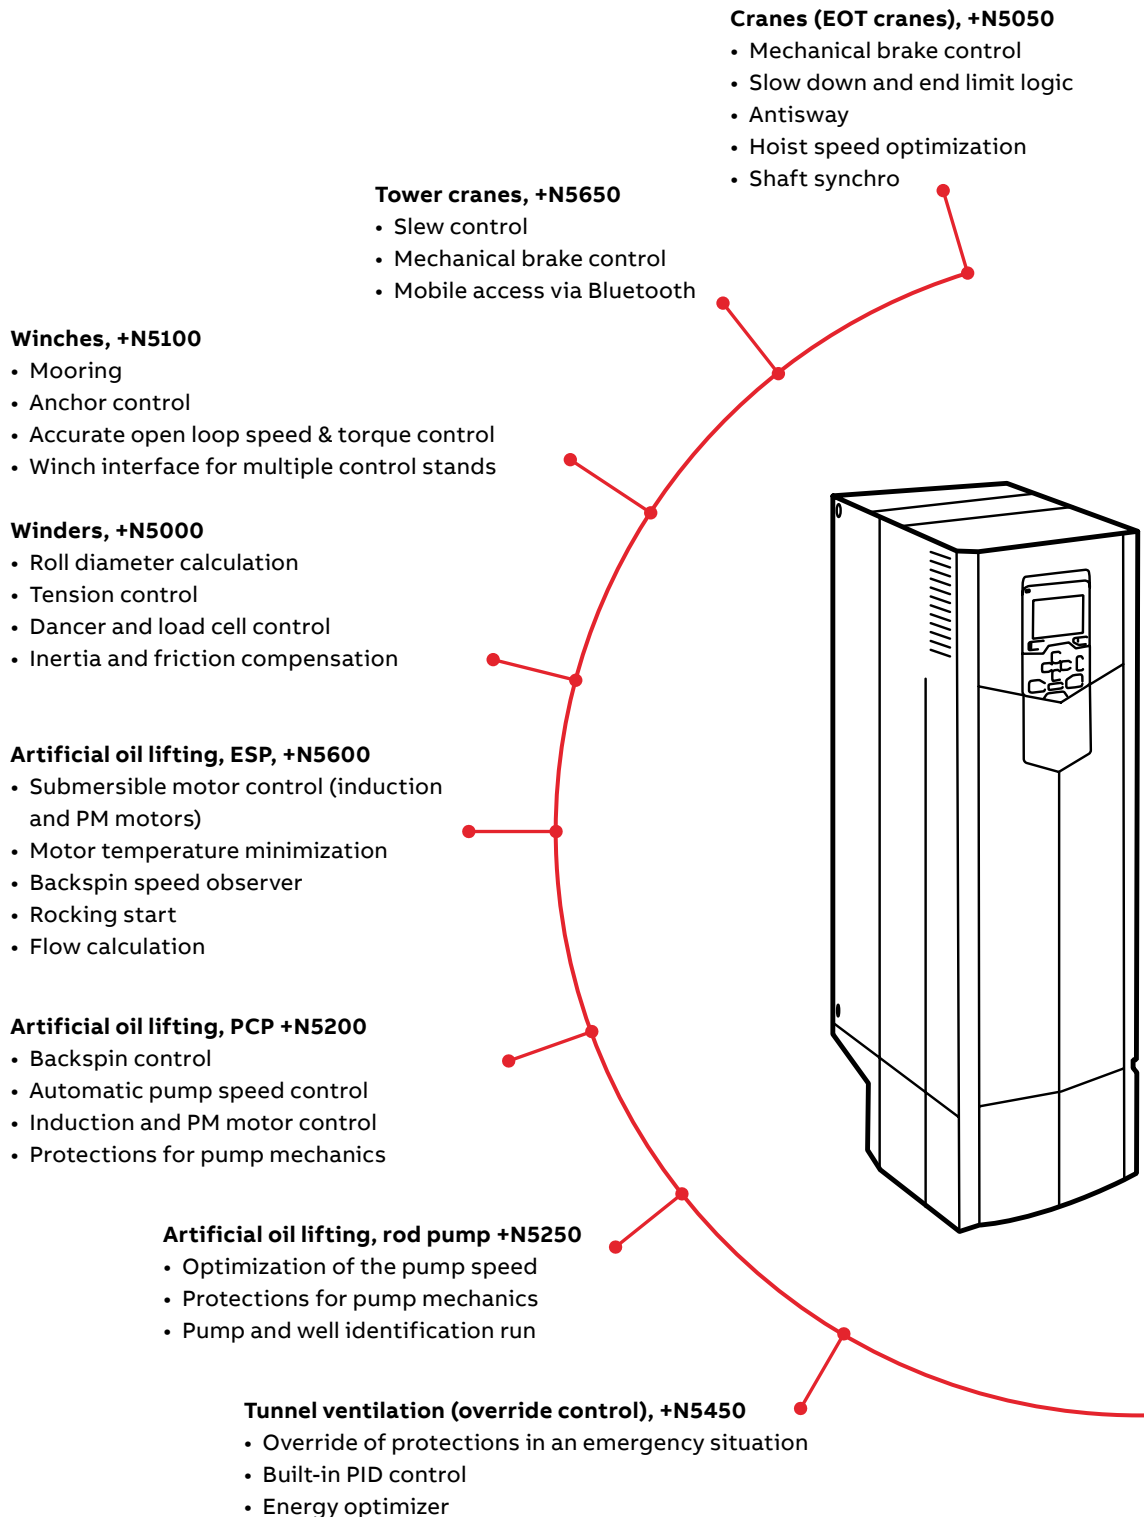 Cranes (EOT cranes), +N5050
• Mechanical brake control
• Slow down and end limit logic
• Antisway
• Hoist speed optimization
• Shaft synchro
Tower cranes, +N5650
• Slew control
• Mechanical brake control
• Mobile access via Bluetooth
Winches, +N5100
• Mooring
• Anchor control
• Accurate open loop speed & torque control
• Winch interface for multiple control stands
Winders, +N5000
• Roll diameter calculation
• Tension control
• Dancer and load cell control
• Inertia and friction compensation
Artificial oil lifting, ESP, +N5600
• Submersible motor control (induction
and PM motors)
• Motor temperature minimization
• Backspin speed observer
• Rocking start
• Flow calculation
Artificial oil lifting, PCP +N5200
• Backspin control
• Automatic pump speed control
• Induction and PM motor control
• Protections for pump mechanics
Artificial oil lifting, rod pump +N5250
• Optimization of the pump speed
• Protections for pump mechanics
• Pump and well identification run
Tunnel ventilation (override control), +N5450
• Override of protections in an emergency situation
• Built-in PID control
• Energy optimizer